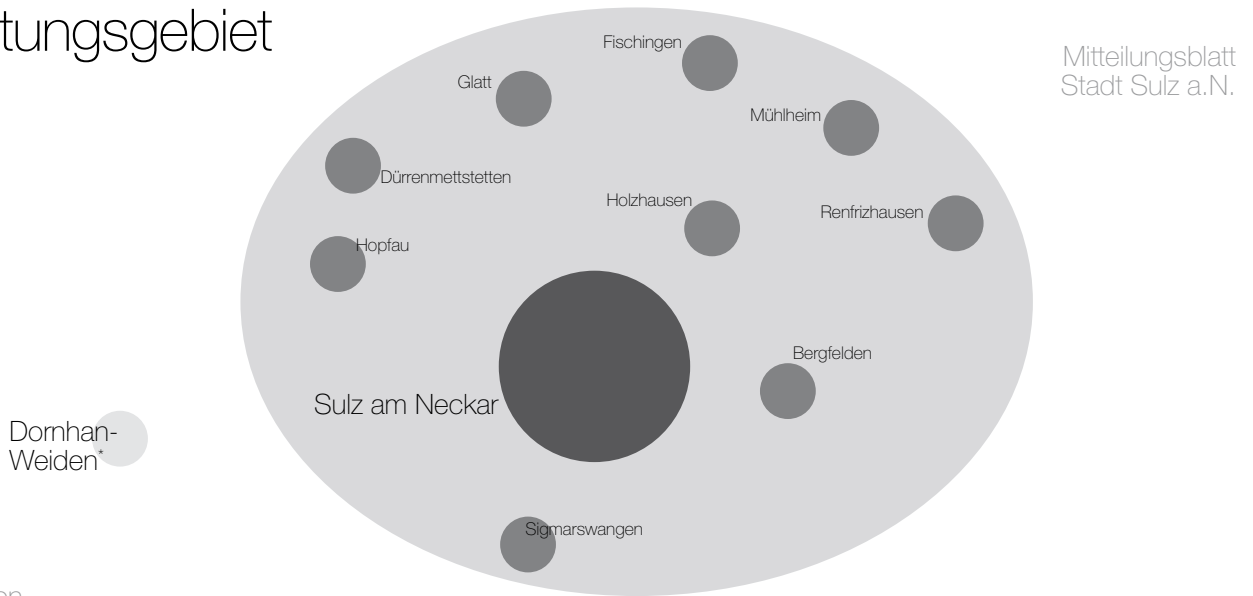 tungsgebiet
Mitteilungsblatt
Stadt Sulz a.N.
Fischingen
Glatt
Mühlheim
Dürrenmettstetten
Holzhausen
Renfrizhausen
Hopfau
Bergfelden
Sulz am Neckar
Dornhan-
Weiden*
Sigmarswangen